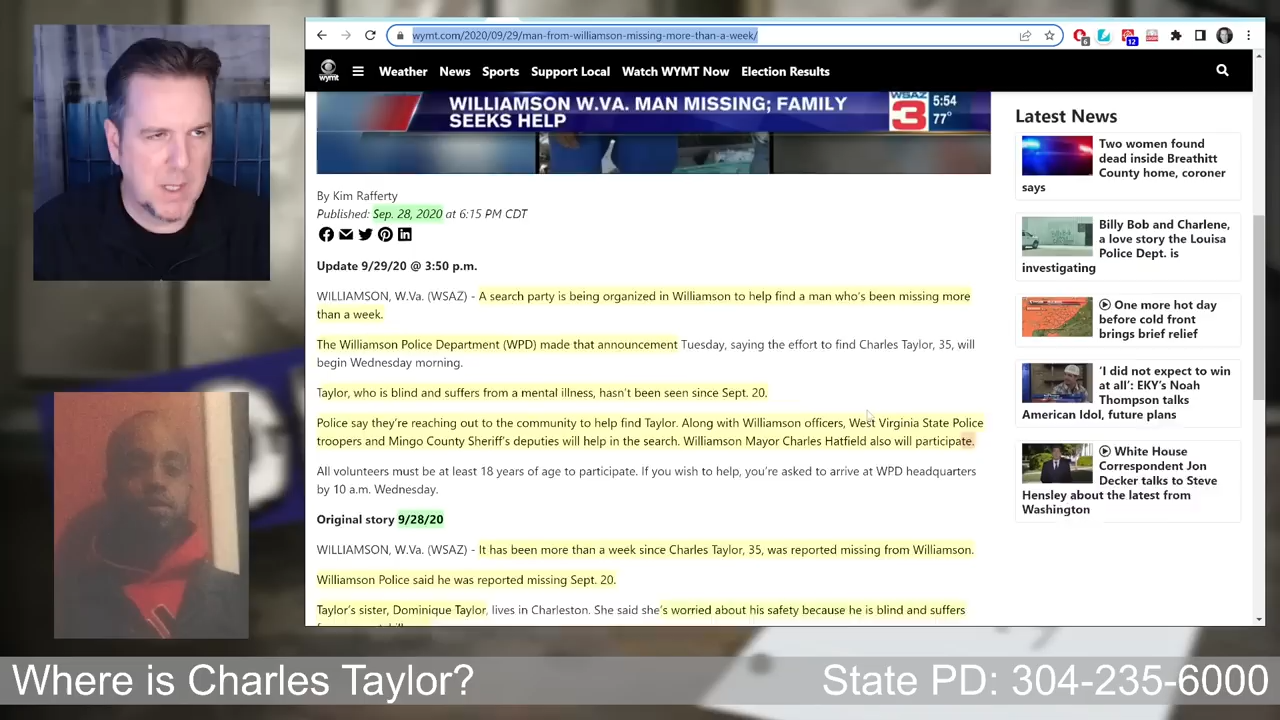 wymt.com/2020/09/29/man-from-williamson-missing-more-than-a-week/
6
12
wymt
Weather
News
Sports
Support Local
Watch WYMT Now
Election Results
WILLIAMSON W.VA. MAN MISSING; FAMILY
SEEKS HELP
WSAZ
3
5:54
77°
By Kim Rafferty
Published: Sep. 28, 2020 at 6:15 PM CDT
Update 9/29/20 @ 3:50 p.m.
WILLIAMSON, W.Va. (WSAZ) - A search party is being organized in Williamson to help find a man who's been missing more
than a week.
The Williamson Police Department (WPD) made that announcement Tuesday, saying the effort to find Charles Taylor, 35, will
begin Wednesday morning.
Taylor, who is blind and suffers from a mental illness, hasn't been seen since Sept. 20.
Police say they're reaching out to the community to help find Taylor. Along with Williamson officers, West Virginia State Police
troopers and Mingo County Sheriff's deputies will help in the search. Williamson Mayor Charles Hatfield also will participate.
All volunteers must be at least 18 years of age to participate. If you wish to help, you're asked to arrive at WPD headquarters
by 10 a.m. Wednesday.
Original story 9/28/20
WILLIAMSON, W.Va. (WSAZ) - It has been more than a week since Charles Taylor, 35, was reported missing from Williamson.
Williamson Police said he was reported missing Sept. 20.
Taylor's sister, Dominique Taylor, lives in Charleston. She said she's worried about his safety because he is blind and suffers
Latest News
Two women found
dead inside Breathitt
County home, coroner
says
Billy Bob and Charlene,
a love story the Louisa
Police Dept. is
investigating
One more hot day
before cold front
brings brief relief
'I did not expect to win
at all': EKY's Noah
Thompson talks
American Idol, future plans
White House
Correspondent Jon
Decker talks to Steve
Hensley about the latest from
Washington
Where is Charles Taylor?
State PD: 304-235-6000